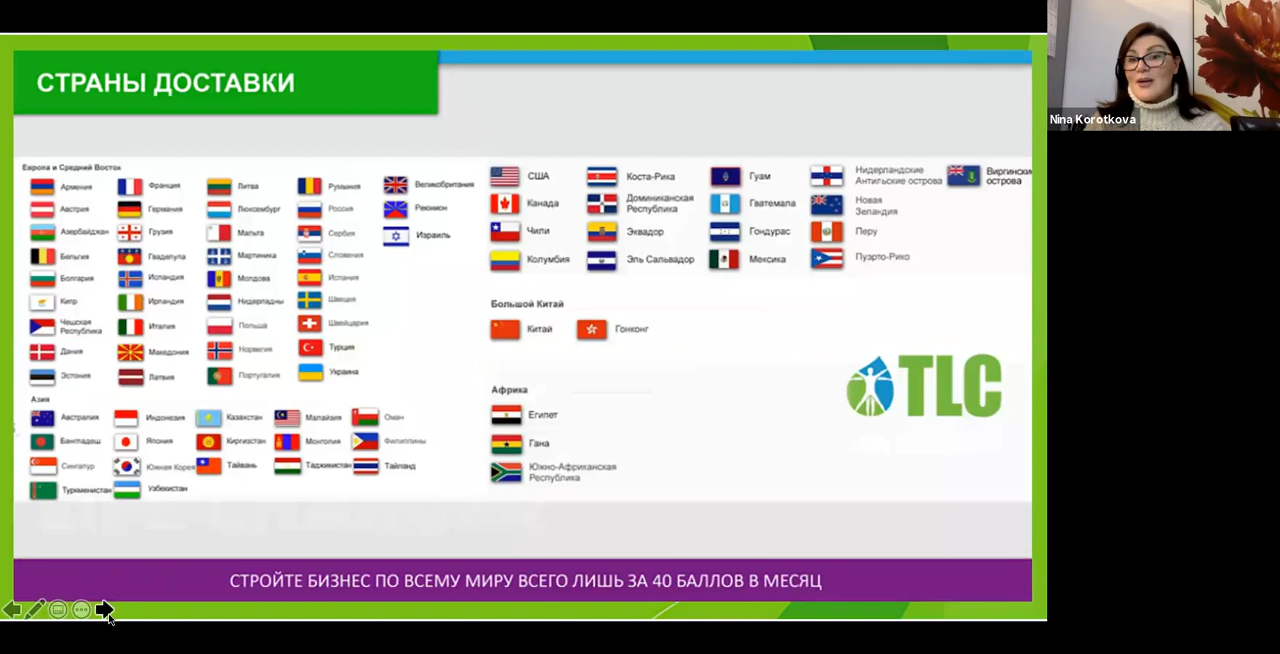 СТРАНЫ ДОСТАВКИ
Nina Korotkova
Европа и Средний Восток
Армения
Франция
Литва
Румыния
Великобритания
Австрия
Германия
Люксембург
Россия
Реюнион
Азербайджан
Грузия
Мальта
Сербия
Израиль
Бельгия
Гваделупа
Мартиника
Словения
Болгария
Исландия
Молдова
Испания
Кипр
Ирландия
Нидерланды
Швеция
Чешская
Республика
Италия
Польша
Швейцария
Дания
Македония
Норвегия
Турция
Эстония
Латвия
Португалия
Украина
Азия
Австралия
Индонезия
Казахстан
Малайзия
Оман
Бангладеш
Япония
Киргизстан
Монголия
Филиппины
Сингапур
Южная Корея
Тайвань
Таджикистан
Тайланд
Туркменистан
Узбекистан
США
Коста-Рика
Гуам
Нидерландские
Антильские острова
Виргинские
острова
Канада
Доминиканская
Республика
Гватемала
Новая
Зеландия
Чили
Эквадор
Гондурас
Перу
Колумбия
Эль Сальвадор
Мексика
Пуэрто-Рико
Большой Китай
Китай
Гонконг
Африка
Египет
Гана
Южно-Африканская
Республика
TLC
СТРОЙТЕ БИЗНЕС ПО ВСЕМУ МИРУ ВСЕГО ЛИШЬ ЗА 40 БАЛЛОВ В МЕСЯЦ